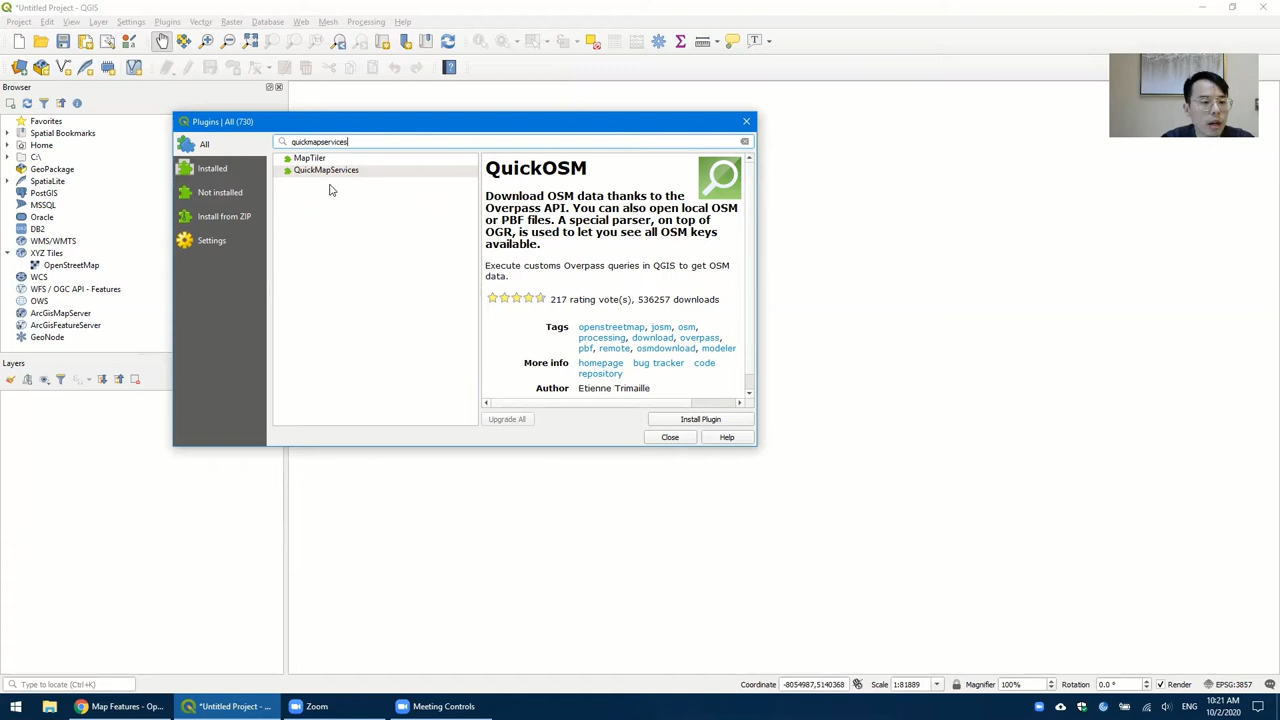 *Untitled Project - QGIS
Project Edit View Layer Settings Plugins Vector Raster Database Web Mesh Processing Help
Browser
Favorites
Spatial Bookmarks
Home
C:\
GeoPackage
SpatiaLite
PostGIS
MSSQL
Oracle
DB2
WMS/WMTS
XYZ Tiles
OpenStreetMap
WCS
WFS / OGC API - Features
OWS
ArcGisMapServer
ArcGisFeatureServer
GeoNode
Layers
Plugins | All (730)
All
Installed
Not installed
Install from ZIP
Settings
quickmapservices
MapTiler
QuickMapServices
QuickOSM
Download OSM data thanks to the
Overpass API. You can also open local OSM
or PBF files. A special parser, on top of
OGR, is used to let you see all OSM keys
available.
Execute customs Overpass queries in QGIS to get OSM
data.
217 rating vote(s), 536257 downloads
Tags openstreetmap, josm, osm,
processing, download, overpass,
pbf, remote, osmdownload, modeler
More info homepage bug tracker code
repository
Author Etienne Trimaille
Upgrade All
Install Plugin
Close
Help
Type to locate (Ctrl+K)
Coordinate -8054987,5140368 Scale 1:81889 Magnifier 100% Rotation 0.0 ° Render EPSG:3857
Map Features - Op...
*Untitled Project - ...
Zoom
Meeting Controls
10:21 AM
10/2/2020